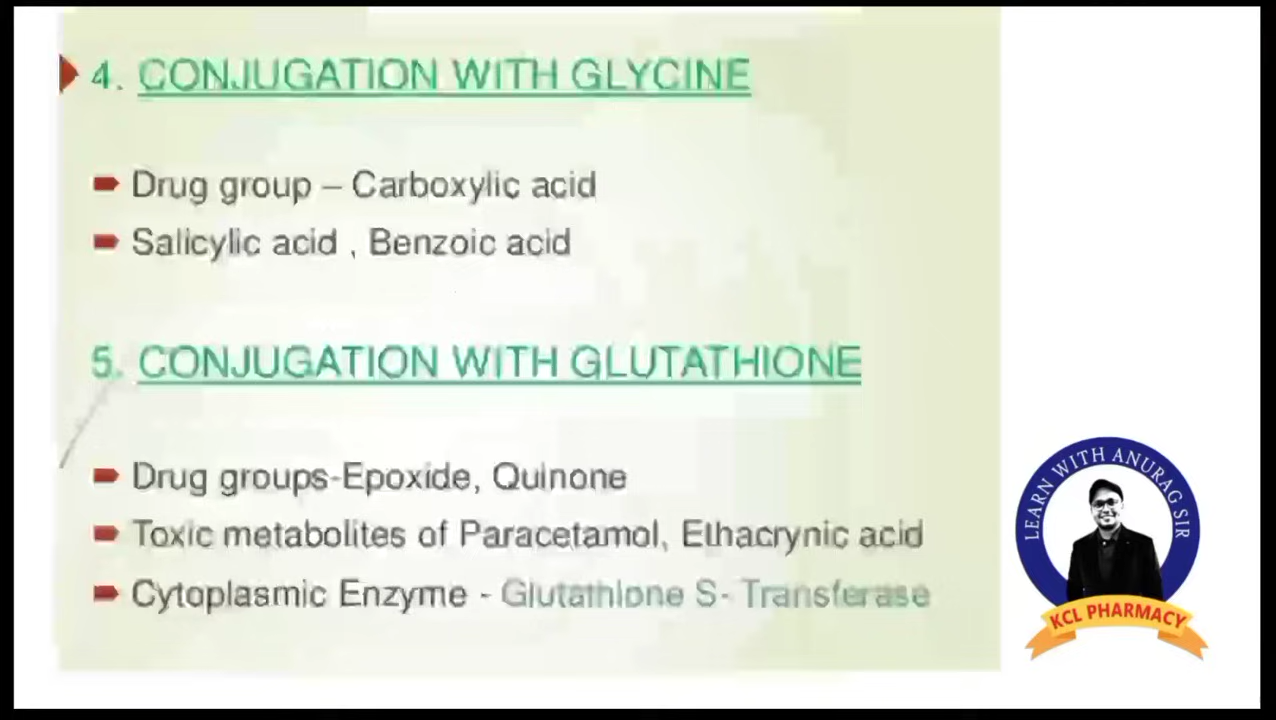 4. CONJUGATION WITH GLYCINE
Drug group – Carboxylic acid
Salicylic acid , Benzoic acid
5. CONJUGATION WITH GLUTATHIONE
Drug groups-Epoxide, Quinone
Toxic metabolites of Paracetamol, Ethacrynic acid
Cytoplasmic Enzyme - Glutathione S- Transferase
LEARN WITH ANURAG SIR
KCL PHARMACY